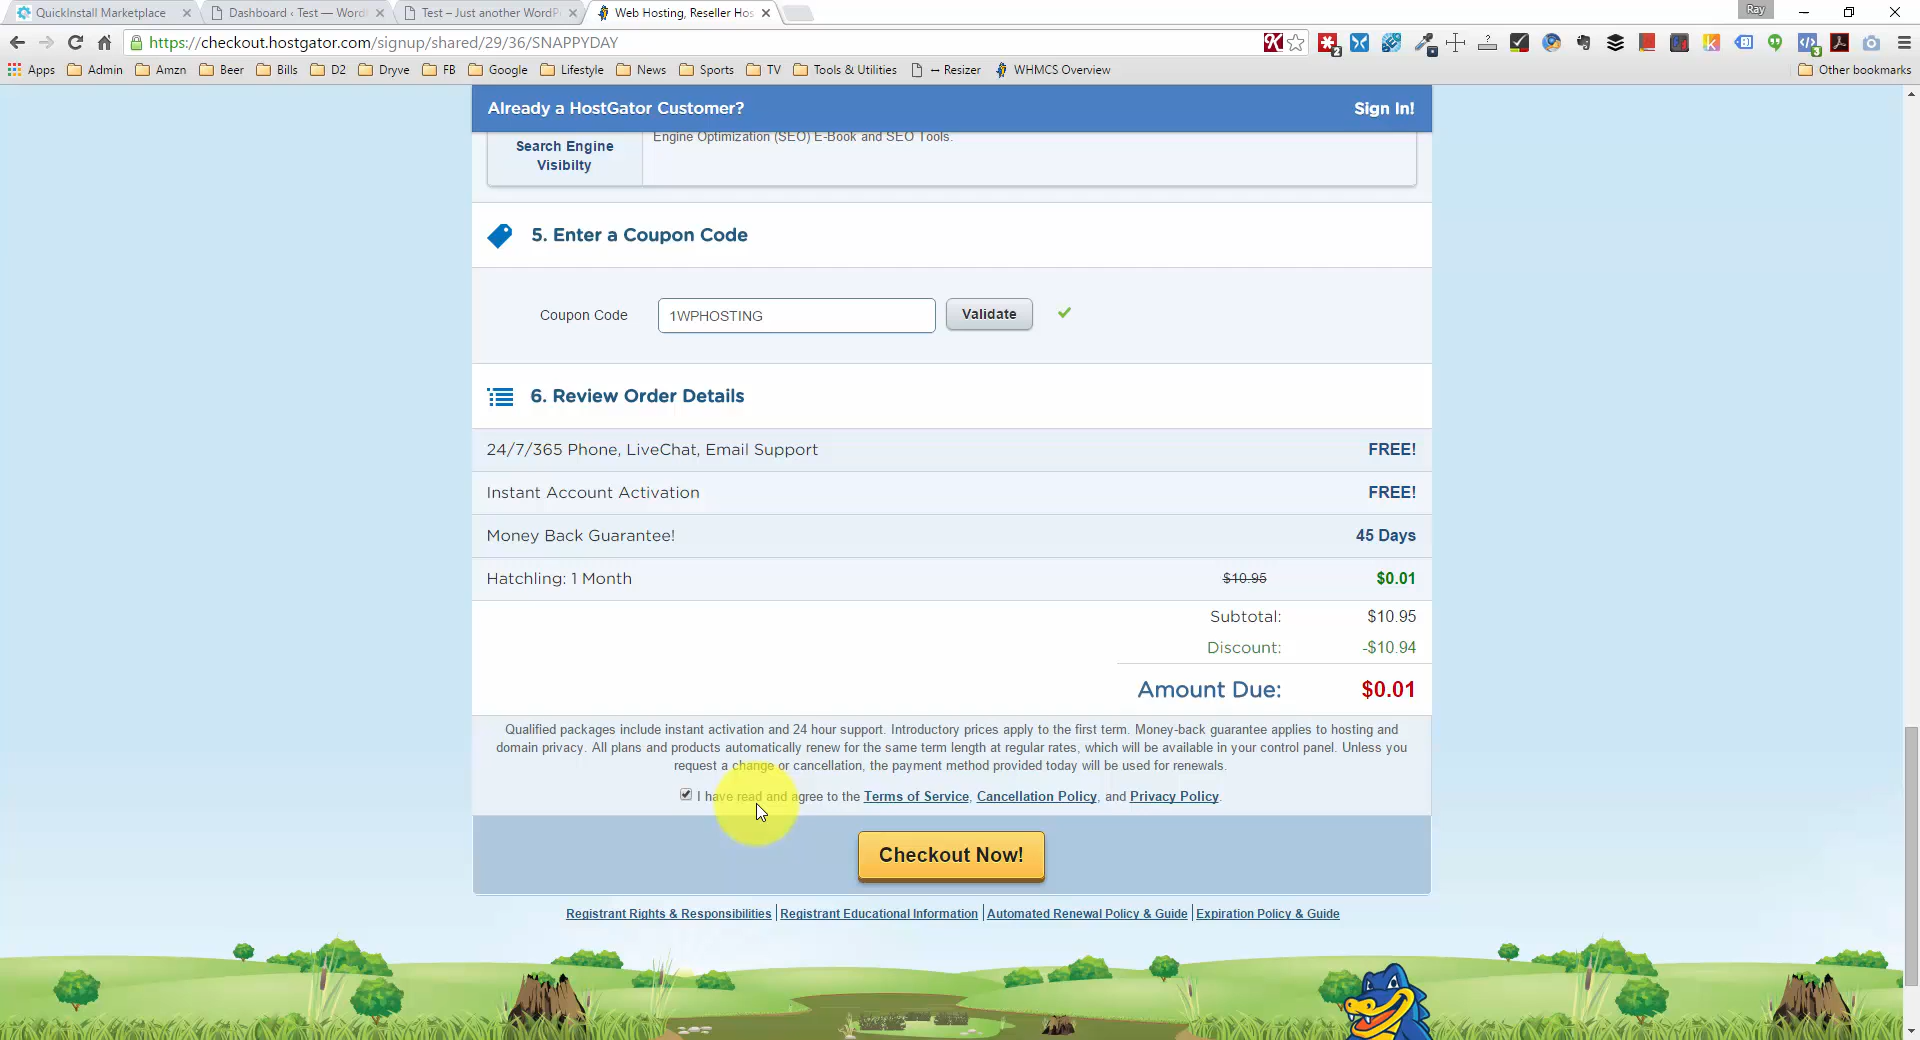 QuickInstall Marketplace
Dashboard ‹ Test — Word
Test – Just another WordP
Web Hosting, Reseller Hos
Ray
https://checkout.hostgator.com/signup/shared/29/36/SNAPPYDAY
Apps Admin Amzn Beer Bills D2 Dryve FB Google Lifestyle News Sports TV Tools & Utilities -- Resizer WHMCS Overview Other bookmarks
Already a HostGator Customer? Sign In!
Engine Optimization (SEO) E-Book and SEO Tools.
Search Engine
Visibilty
5. Enter a Coupon Code
Coupon Code 1WPHOSTING Validate
6. Review Order Details
24/7/365 Phone, LiveChat, Email Support FREE!
Instant Account Activation FREE!
Money Back Guarantee! 45 Days
Hatchling: 1 Month $10.95 $0.01
Subtotal: $10.95
Discount: -$10.94
Amount Due: $0.01
Qualified packages include instant activation and 24 hour support. Introductory prices apply to the first term. Money-back guarantee applies to hosting and
domain privacy. All plans and products automatically renew for the same term length at regular rates, which will be available in your control panel. Unless you
request a change or cancellation, the payment method provided today will be used for renewals.
I have read and agree to the Terms of Service, Cancellation Policy, and Privacy Policy.
Checkout Now!
Registrant Rights & Responsibilities | Registrant Educational Information | Automated Renewal Policy & Guide | Expiration Policy & Guide